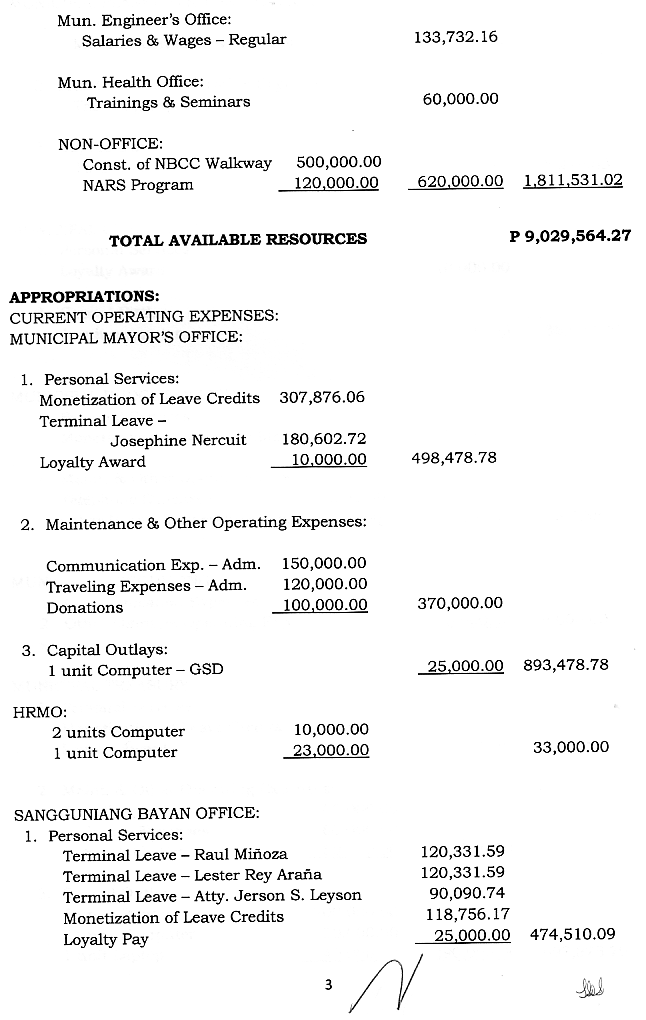 Mun. Engineer's Office:
Salaries & Wages – Regular 133,732.16
Mun. Health Office:
Trainings & Seminars 60,000.00
NON-OFFICE:
Const. of NBCC Walkway 500,000.00
NARS Program 120,000.00 620,000.00 1,811,531.02
TOTAL AVAILABLE RESOURCES P 9,029,564.27
APPROPRIATIONS:
CURRENT OPERATING EXPENSES:
MUNICIPAL MAYOR'S OFFICE:
1. Personal Services:
Monetization of Leave Credits 307,876.06
Terminal Leave –
Josephine Nercuit 180,602.72
Loyalty Award 10,000.00 498,478.78
2. Maintenance & Other Operating Expenses:
Communication Exp. – Adm. 150,000.00
Traveling Expenses – Adm. 120,000.00
Donations 100,000.00 370,000.00
3. Capital Outlays:
1 unit Computer – GSD 25,000.00 893,478.78
HRMO:
2 units Computer 10,000.00
1 unit Computer 23,000.00 33,000.00
SANGGUNIANG BAYAN OFFICE:
1. Personal Services:
Terminal Leave – Raul Miñoza 120,331.59
Terminal Leave – Lester Rey Araña 120,331.59
Terminal Leave – Atty. Jerson S. Leyson 90,090.74
Monetization of Leave Credits 118,756.17
Loyalty Pay 25,000.00 474,510.09
3